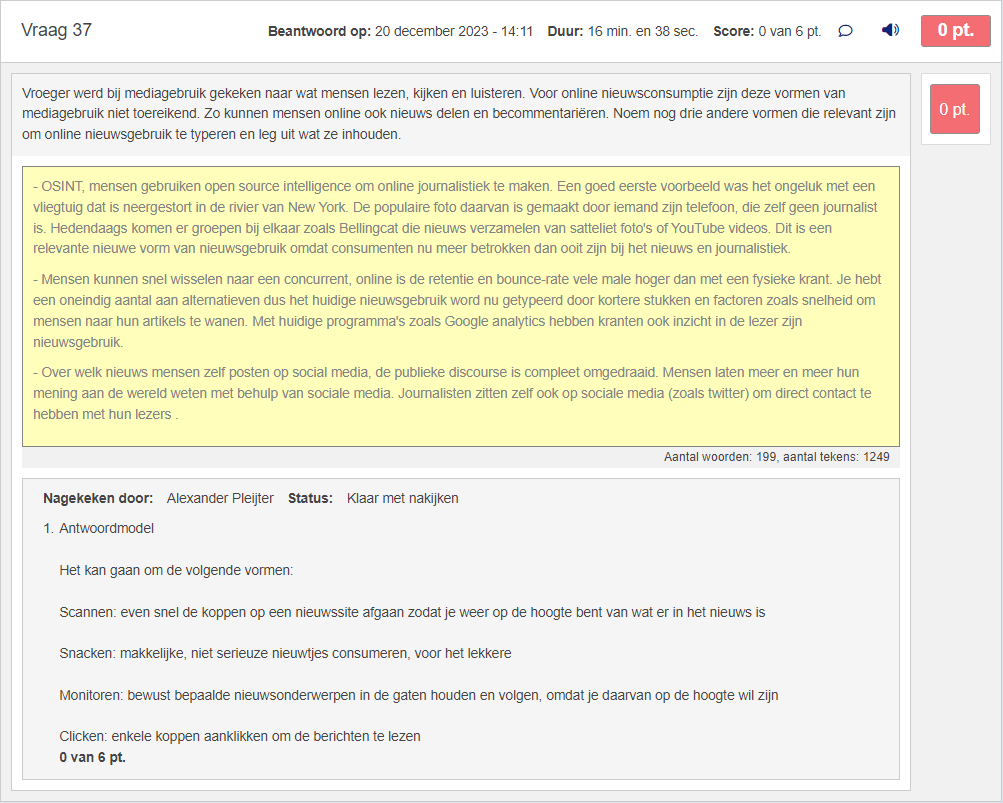 Vraag 37
Beantwoord op: 20 december 2023 - 14:11 Duur: 16 min. en 38 sec. Score: 0 van 6 pt.
0 pt.
0 pt.
Vroeger werd bij mediagebruik gekeken naar wat mensen lezen, kijken en luisteren. Voor online nieuwsconsumptie zijn deze vormen van
mediagebruik niet toereikend. Zo kunnen mensen online ook nieuws delen en becommentariëren. Noem nog drie andere vormen die relevant zijn
om online nieuwsgebruik te typeren en leg uit wat ze inhouden.
- OSINT, mensen gebruiken open source intelligence om online journalistiek te maken. Een goed eerste voorbeeld was het ongeluk met een
vliegtuig dat is neergestort in de rivier van New York. De populaire foto daarvan is gemaakt door iemand zijn telefoon, die zelf geen journalist
is. Hedendaags komen er groepen bij elkaar zoals Bellingcat die nieuws verzamelen van satteliet foto's of YouTube videos. Dit is een
relevante nieuwe vorm van nieuwsgebruik omdat consumenten nu meer betrokken dan ooit zijn bij het nieuws en journalistiek.
- Mensen kunnen snel wisselen naar een concurrent, online is de retentie en bounce-rate vele male hoger dan met een fysieke krant. Je hebt
een oneindig aantal aan alternatieven dus het huidige nieuwsgebruik word nu getypeerd door kortere stukken en factoren zoals snelheid om
mensen naar hun artikels te wanen. Met huidige programma's zoals Google analytics hebben kranten ook inzicht in de lezer zijn
nieuwsgebruik.
- Over welk nieuws mensen zelf posten op social media, de publieke discourse is compleet omgedraaid. Mensen laten meer en meer hun
mening aan de wereld weten met behulp van sociale media. Journalisten zitten zelf ook op sociale media (zoals twitter) om direct contact te
hebben met hun lezers .
Aantal woorden: 199, aantal tekens: 1249
Nagekeken door: Alexander Pleijter Status: Klaar met nakijken
1. Antwoordmodel
Het kan gaan om de volgende vormen:
Scannen: even snel de koppen op een nieuwssite afgaan zodat je weer op de hoogte bent van wat er in het nieuws is
Snacken: makkelijke, niet serieuze nieuwtjes consumeren, voor het lekkere
Monitoren: bewust bepaalde nieuwsonderwerpen in de gaten houden en volgen, omdat je daarvan op de hoogte wil zijn
Clicken: enkele koppen aanklikken om de berichten te lezen
0 van 6 pt.